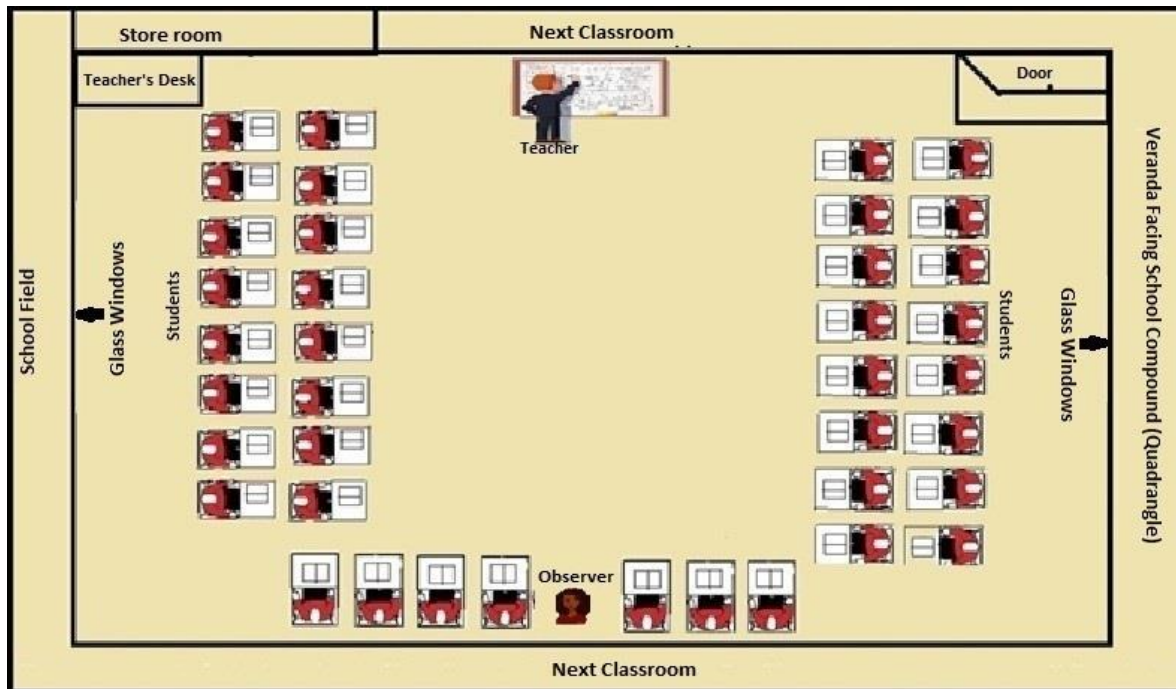 Store room
Next Classroom
Teacher's Desk
Door
Teacher
School Field
Glass Windows
Students
Students
Glass Windows
Veranda Facing School Compound (Quadrangle)
Observer
Next Classroom